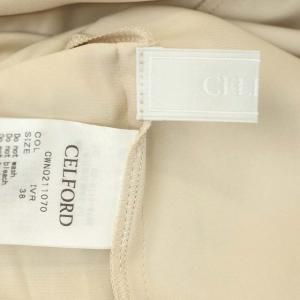 CELFORD
CWNO211070
COL IVR
SIZE 38
Do not wash
Do not bleach
CELF